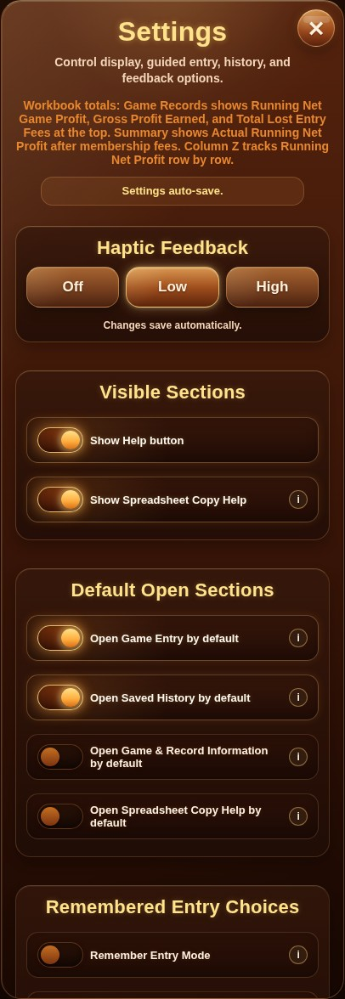 Settings
✕
Control display, guided entry, history, and
feedback options.
Workbook totals: Game Records shows Running Net
Game Profit, Gross Profit Earned, and Total Lost Entry
Fees at the top. Summary shows Actual Running Net
Profit after membership fees. Column Z tracks Running
Net Profit row by row.
Settings auto-save.
Haptic Feedback
Off
Low
High
Changes save automatically.
Visible Sections
Show Help button
Show Spreadsheet Copy Help
i
Default Open Sections
Open Game Entry by default
i
Open Saved History by default
i
Open Game & Record Information
by default
i
Open Spreadsheet Copy Help by
default
i
Remembered Entry Choices
Remember Entry Mode
i